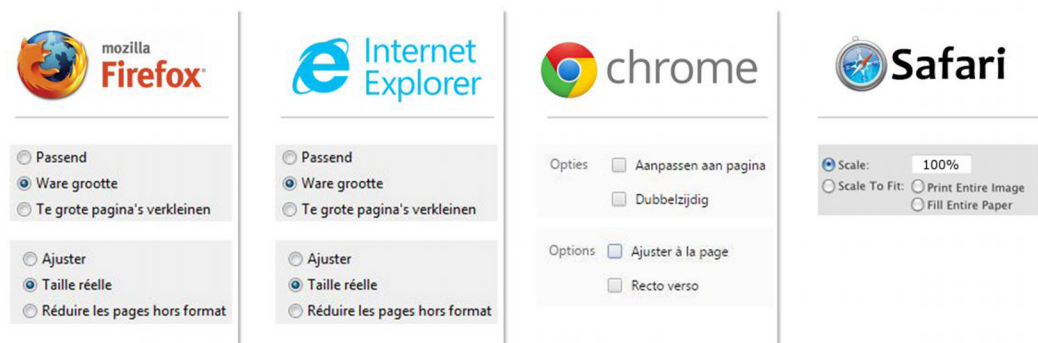 mozilla
Firefox
Passend
Ware grootte
Te grote pagina's verkleinen
Ajuster
Taille réelle
Réduire les pages hors format
Internet
Explorer
Passend
Ware grootte
Te grote pagina's verkleinen
Ajuster
Taille réelle
Réduire les pages hors format
chrome
Opties Aanpassen aan pagina
Dubbelzijdig
Options Ajuster à la page
Recto verso
Safari
Scale: 100%
Scale To Fit: Print Entire Image
Fill Entire Paper